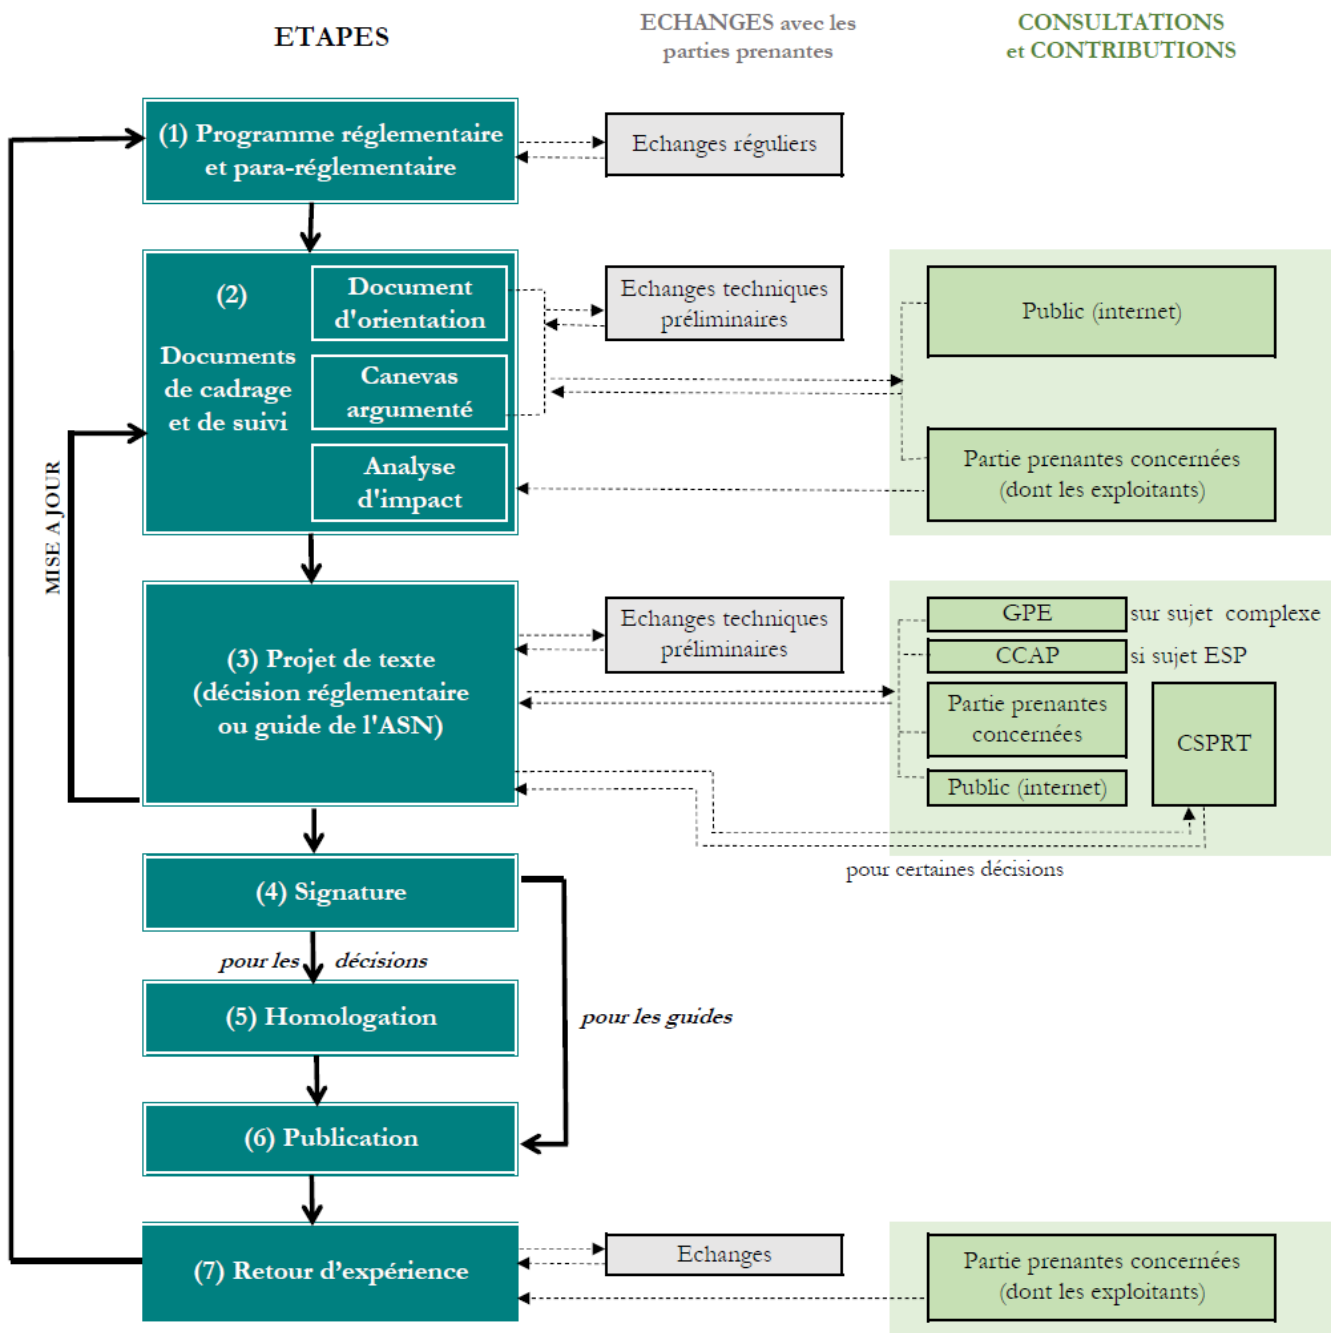 ETAPES
ECHANGES avec les
parties prenantes
CONSULTATIONS
et CONTRIBUTIONS
(1) Programme réglementaire
et para-réglementaire
Echanges réguliers
(2)
Documents
de cadrage
et de suivi
Document
d'orientation
Canevas
argumenté
Analyse
d'impact
Echanges techniques
préliminaires
Public (internet)
Partie prenantes concernées
(dont les exploitants)
MISE A JOUR
(3) Projet de texte
(décision réglementaire
ou guide de l'ASN)
Echanges techniques
préliminaires
GPE sur sujet complexe
CCAP si sujet ESP
Partie prenantes
concernées
CSPRT
Public (internet)
pour certaines décisions
(4) Signature
pour les décisions
(5) Homologation
pour les guides
(6) Publication
(7) Retour d’expérience
Echanges
Partie prenantes concernées
(dont les exploitants)